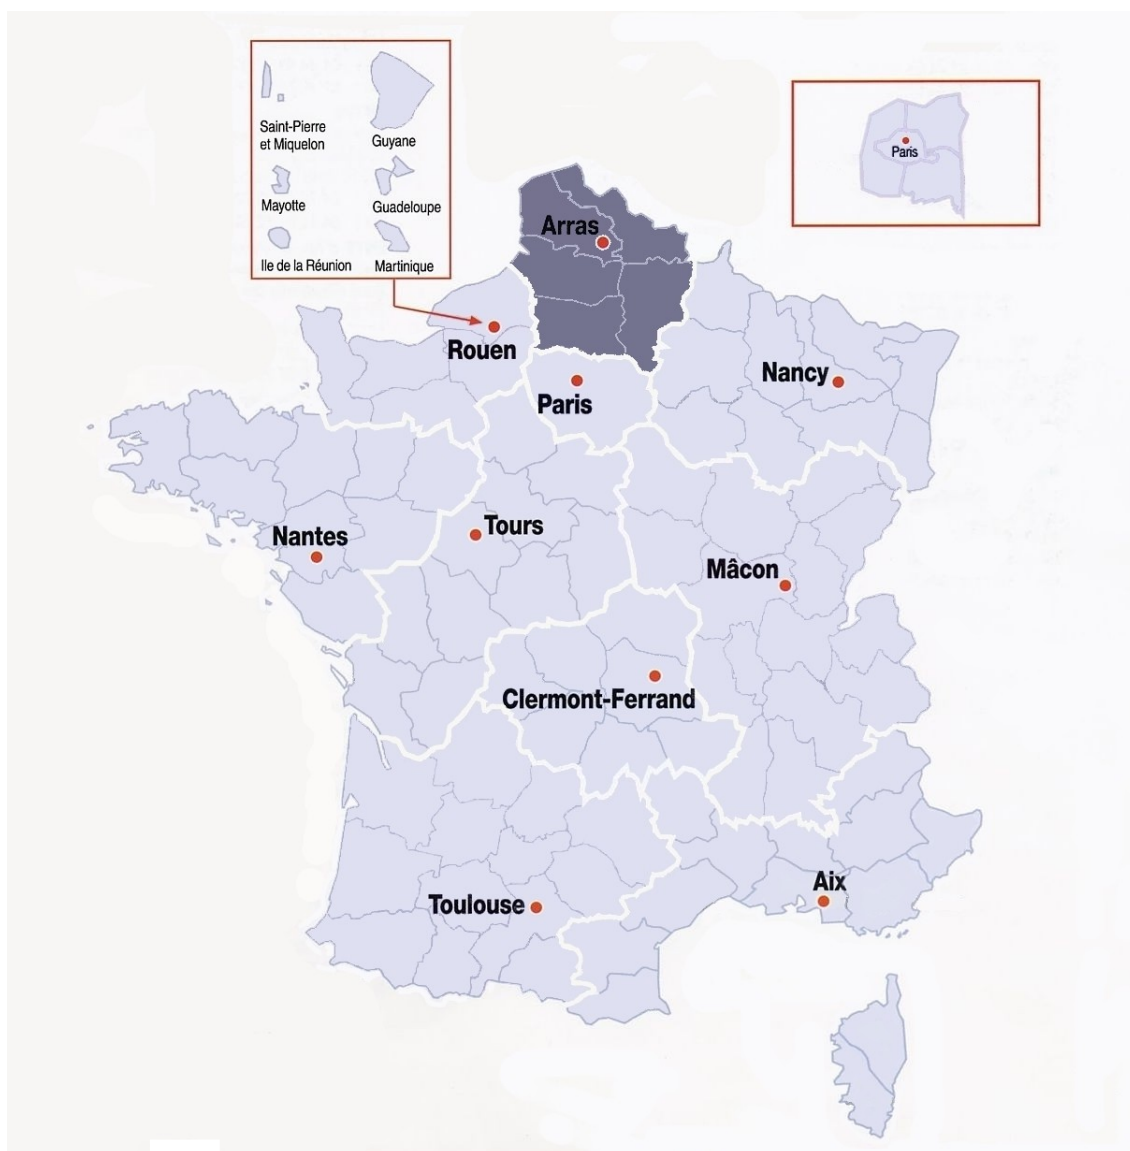 Saint-Pierre
et Miquelon
Guyane
Mayotte
Guadeloupe
Ile de la Réunion
Martinique
Paris
Arras
Rouen
Paris
Nancy
Nantes
Tours
Mâcon
Clermont-Ferrand
Toulouse
Aix